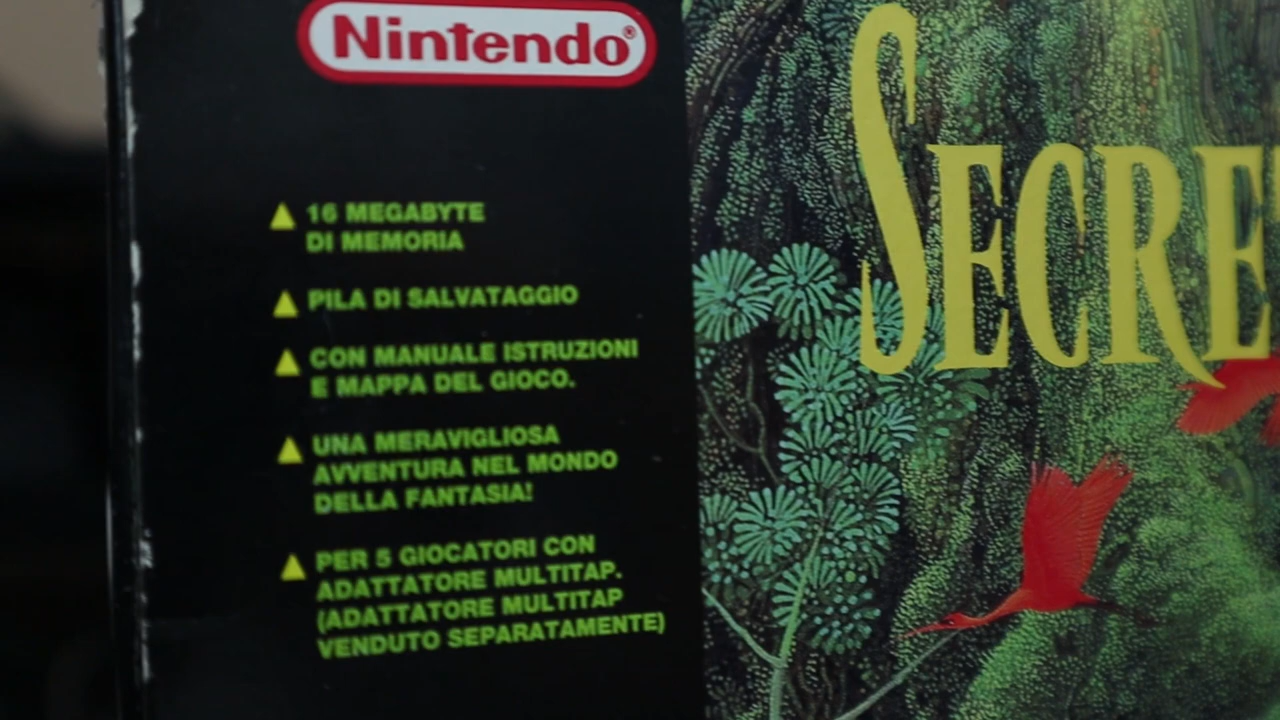 Nintendo®
16 MEGABYTE
DI MEMORIA
PILA DI SALVATAGGIO
CON MANUALE ISTRUZIONI
E MAPPA DEL GIOCO.
UNA MERAVIGLIOSA
AVVENTURA NEL MONDO
DELLA FANTASIA!
PER 5 GIOCATORI CON
ADATTATORE MULTITAP.
(ADATTATORE MULTITAP
VENDUTO SEPARATAMENTE)
SECRE